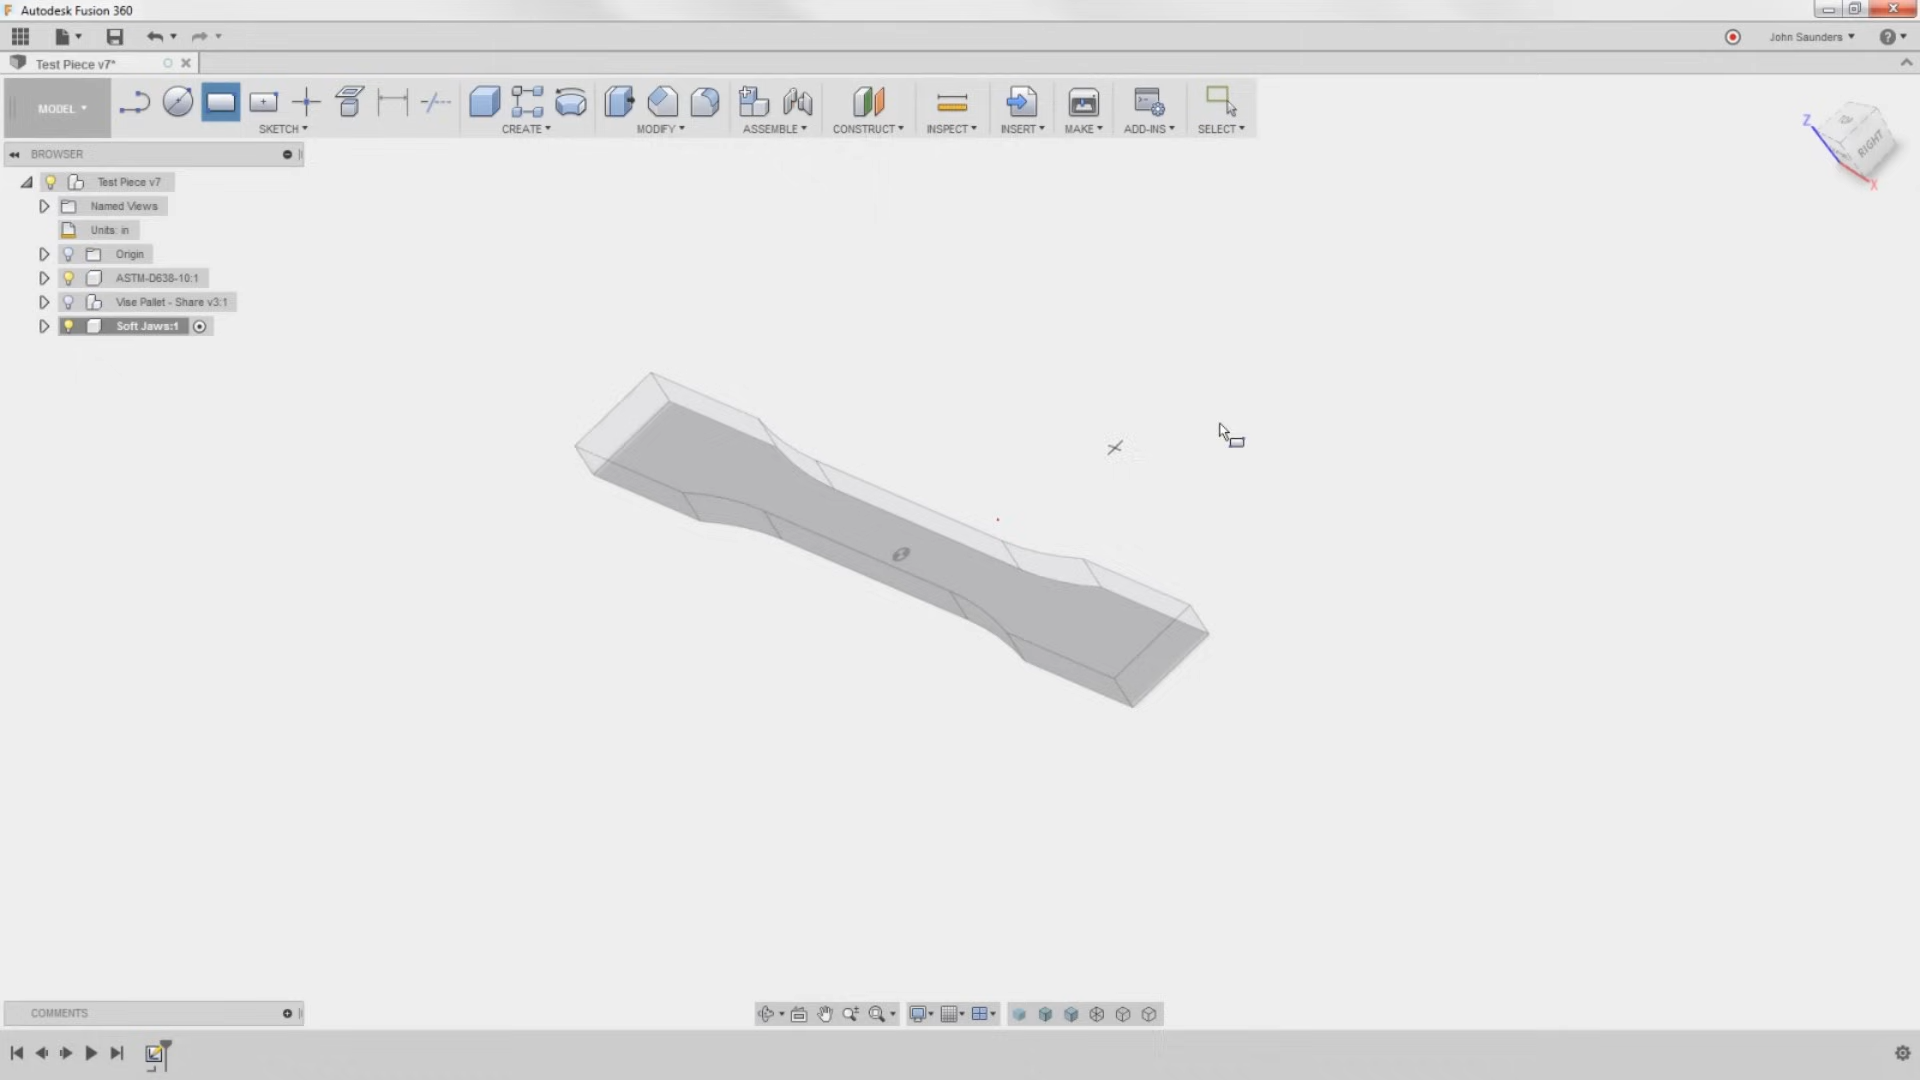 Autodesk Fusion 360
John Saunders
Test Piece v7*
MODEL
SKETCH
CREATE
MODIFY
ASSEMBLE
CONSTRUCT
INSPECT
INSERT
MAKE
ADD-INS
SELECT
BROWSER
Z
RIGHT
X
Test Piece v7
Named Views
Units: in
Origin
ASTM-D638-10:1
Vise Pallet - Share v3:1
Soft Jaws:1
COMMENTS